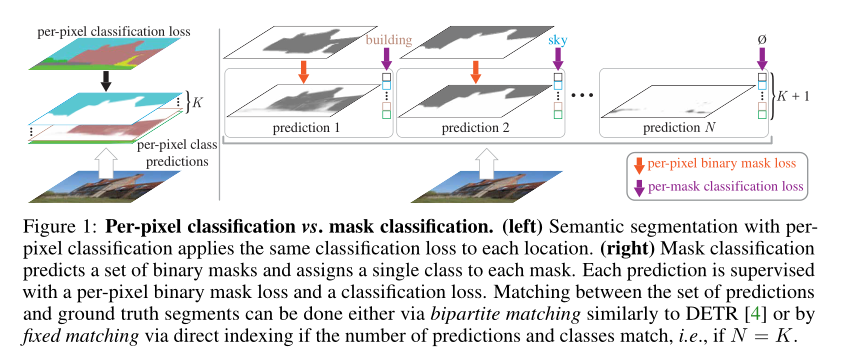 per-pixel classification loss
K
per-pixel class
predictions
building
sky
∅
K + 1
prediction 1
prediction 2
prediction N
per-pixel binary mask loss
per-mask classification loss
Figure 1: Per-pixel classification vs. mask classification. (left) Semantic segmentation with per-
pixel classification applies the same classification loss to each location. (right) Mask classification
predicts a set of binary masks and assigns a single class to each mask. Each prediction is supervised
with a per-pixel binary mask loss and a classification loss. Matching between the set of predictions
and ground truth segments can be done either via bipartite matching similarly to DETR [4] or by
fixed matching via direct indexing if the number of predictions and classes match, i.e., if N = K.